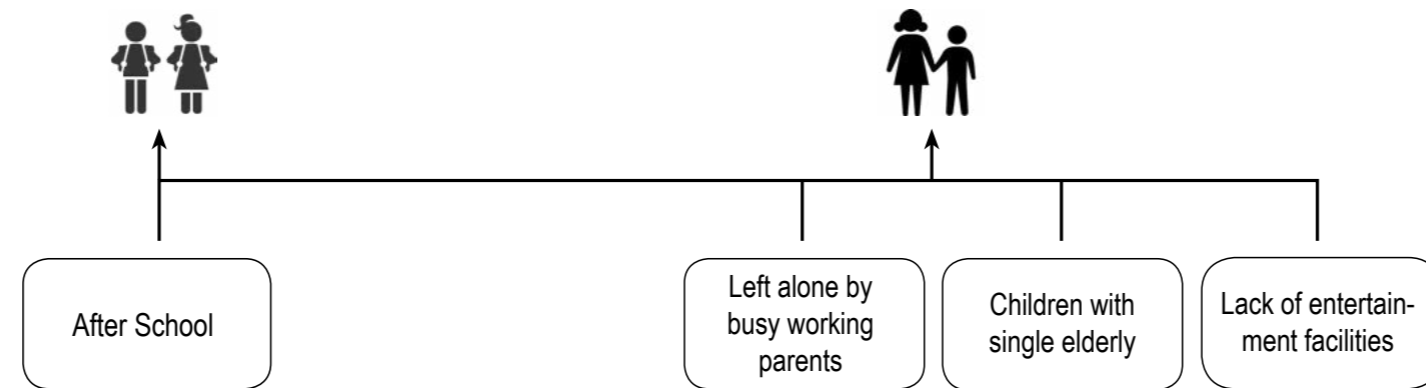 After School
Left alone by
busy working
parents
Children with
single elderly
Lack of entertain-
ment facilities